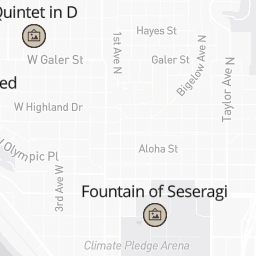 Quintet in D
Hayes St
W Galer St
Galer St
1st Ave N
Bigelow Ave N
Taylor Ave N
ed
W Highland Dr
Olympic Pl
Aloha St
3rd Ave W
Fountain of Seseragi
Climate Pledge Arena